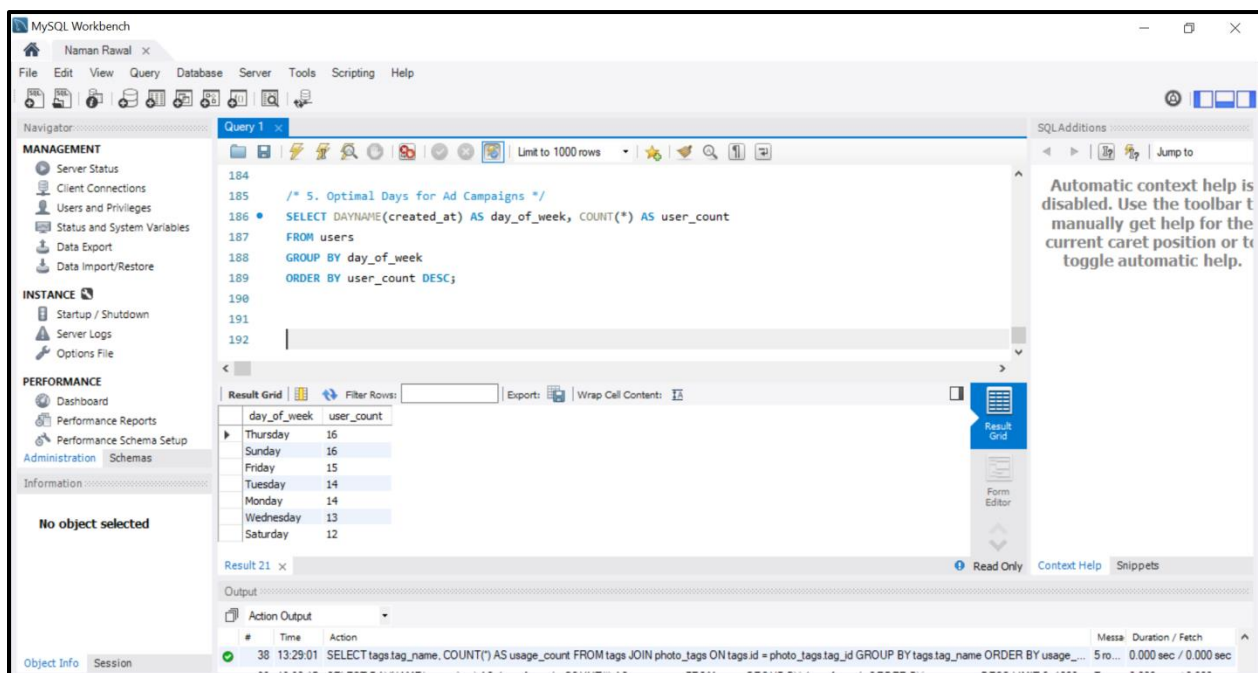 MySQL Workbench
Naman Rawal ×
File Edit View Query Database Server Tools Scripting Help
Navigator
MANAGEMENT
Server Status
Client Connections
Users and Privileges
Status and System Variables
Data Export
Data Import/Restore
INSTANCE
Startup / Shutdown
Server Logs
Options File
PERFORMANCE
Dashboard
Performance Reports
Performance Schema Setup
Administration Schemas
Information
No object selected
Object Info Session
Query 1 ×
Limit to 1000 rows
184
185 /* 5. Optimal Days for Ad Campaigns */
186 SELECT DAYNAME(created_at) AS day_of_week, COUNT(*) AS user_count
187 FROM users
188 GROUP BY day_of_week
189 ORDER BY user_count DESC;
190
191
192
Result Grid Filter Rows: Export: Wrap Cell Content:
day_of_week user_count
Thursday 16
Sunday 16
Friday 15
Tuesday 14
Monday 14
Wednesday 13
Saturday 12
Result Grid
Form Editor
Result 21 ×
Read Only
Output
Action Output
# Time Action Messa Duration / Fetch
38 13:29:01 SELECT tags.tag_name, COUNT(*) AS usage_count FROM tags JOIN photo_tags ON tags.id = photo_tags.tag_id GROUP BY tags.tag_name ORDER BY usage_... 5 ro... 0.000 sec / 0.000 sec
SQLAdditions
Jump to
Automatic context help is
disabled. Use the toolbar t
manually get help for the
current caret position or to
toggle automatic help.
Context Help Snippets